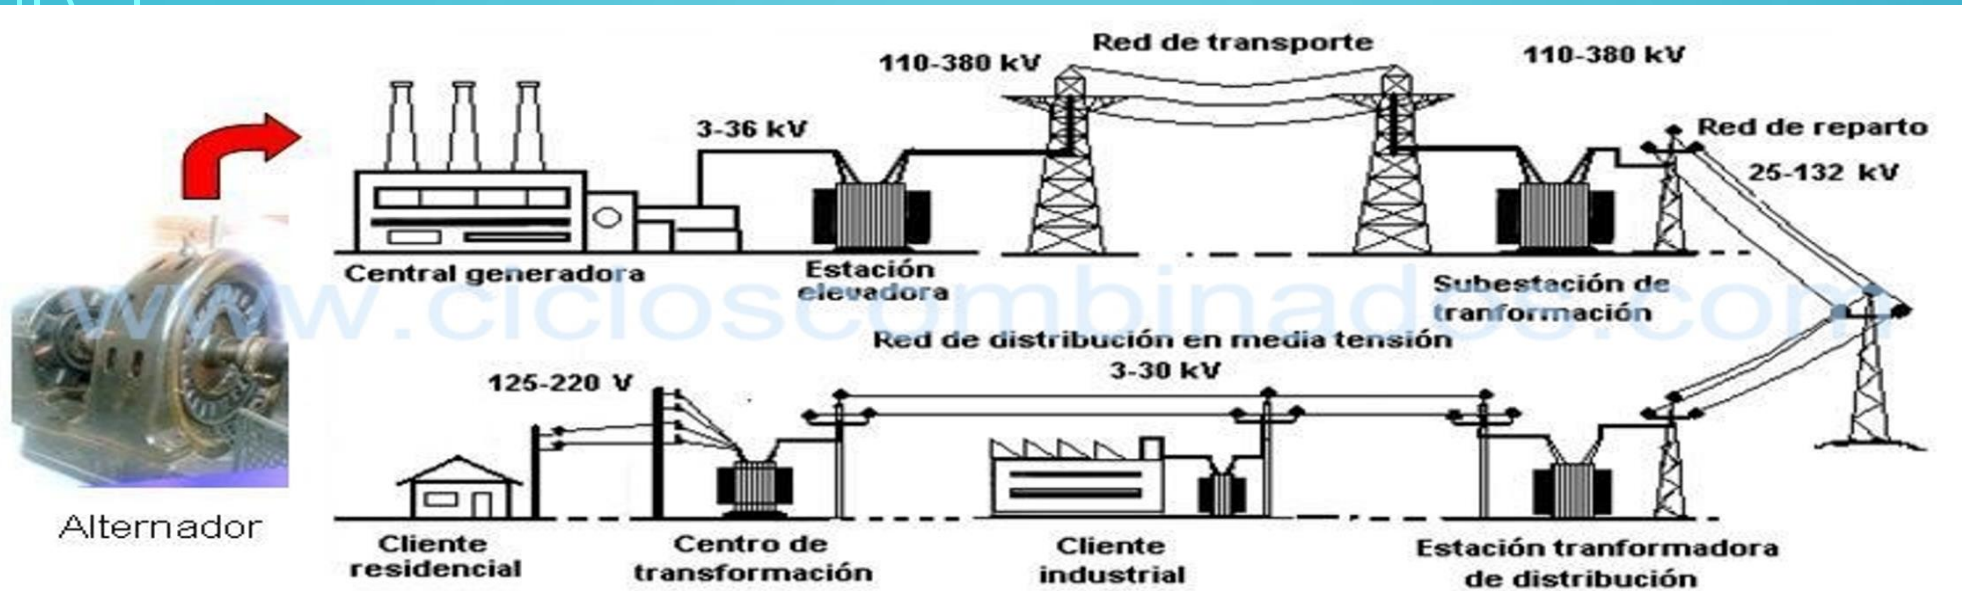 Red de transporte
110-380 kV
110-380 kV
3-36 kV
Red de reparto
25-132 kV
Central generadora
Estación
elevadora
Subestación de
tranformación
www.cicloscombinados.com
Red de distribución en media tensión
3-30 kV
125-220 V
Alternador
Cliente
residencial
Centro de
transformación
Cliente
industrial
Estación tranformadora
de distribución